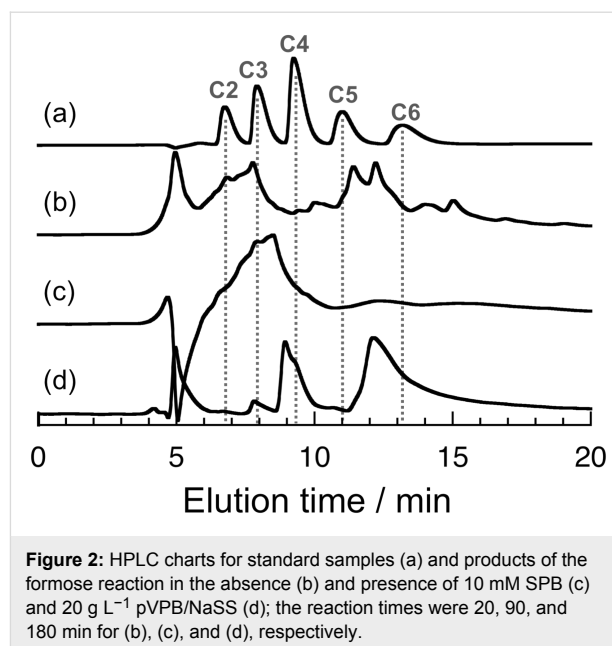 C2 C3 C4 C5 C6
(a)
(b)
(c)
(d)
0 5 10 15 20
Elution time / min
Figure 2: HPLC charts for standard samples (a) and products of the
formose reaction in the absence (b) and presence of 10 mM SPB (c)
and 20 g L⁻¹ pVPB/NaSS (d); the reaction times were 20, 90, and
180 min for (b), (c), and (d), respectively.